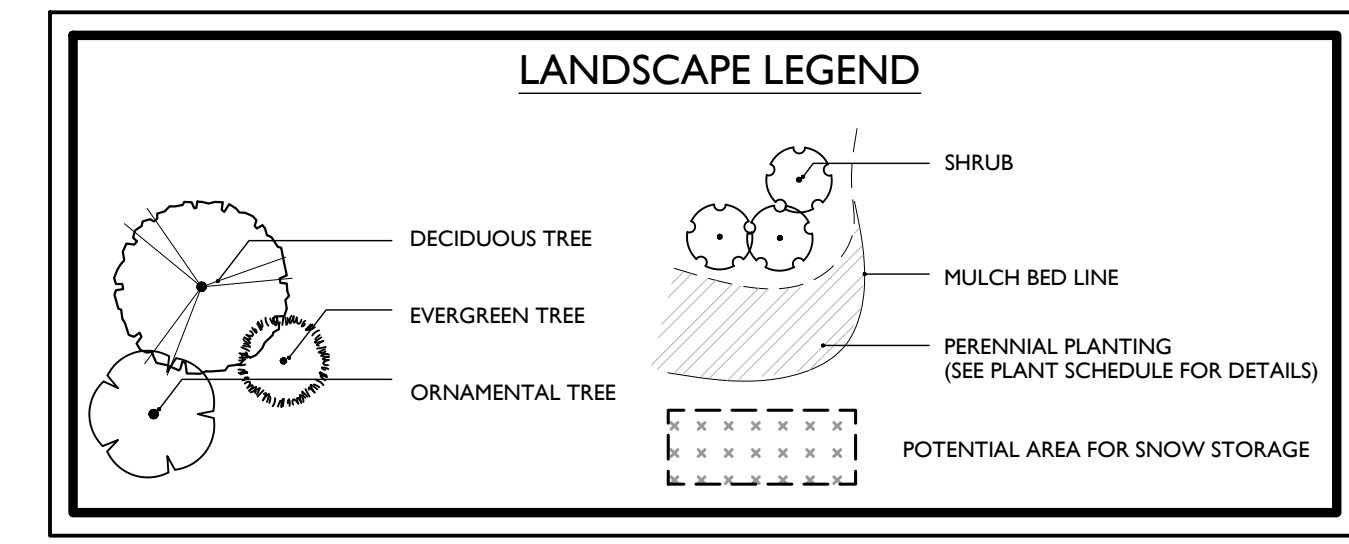 LANDSCAPE LEGEND
DECIDUOUS TREE
EVERGREEN TREE
ORNAMENTAL TREE
SHRUB
MULCH BED LINE
PERENNIAL PLANTING
(SEE PLANT SCHEDULE FOR DETAILS)
POTENTIAL AREA FOR SNOW STORAGE